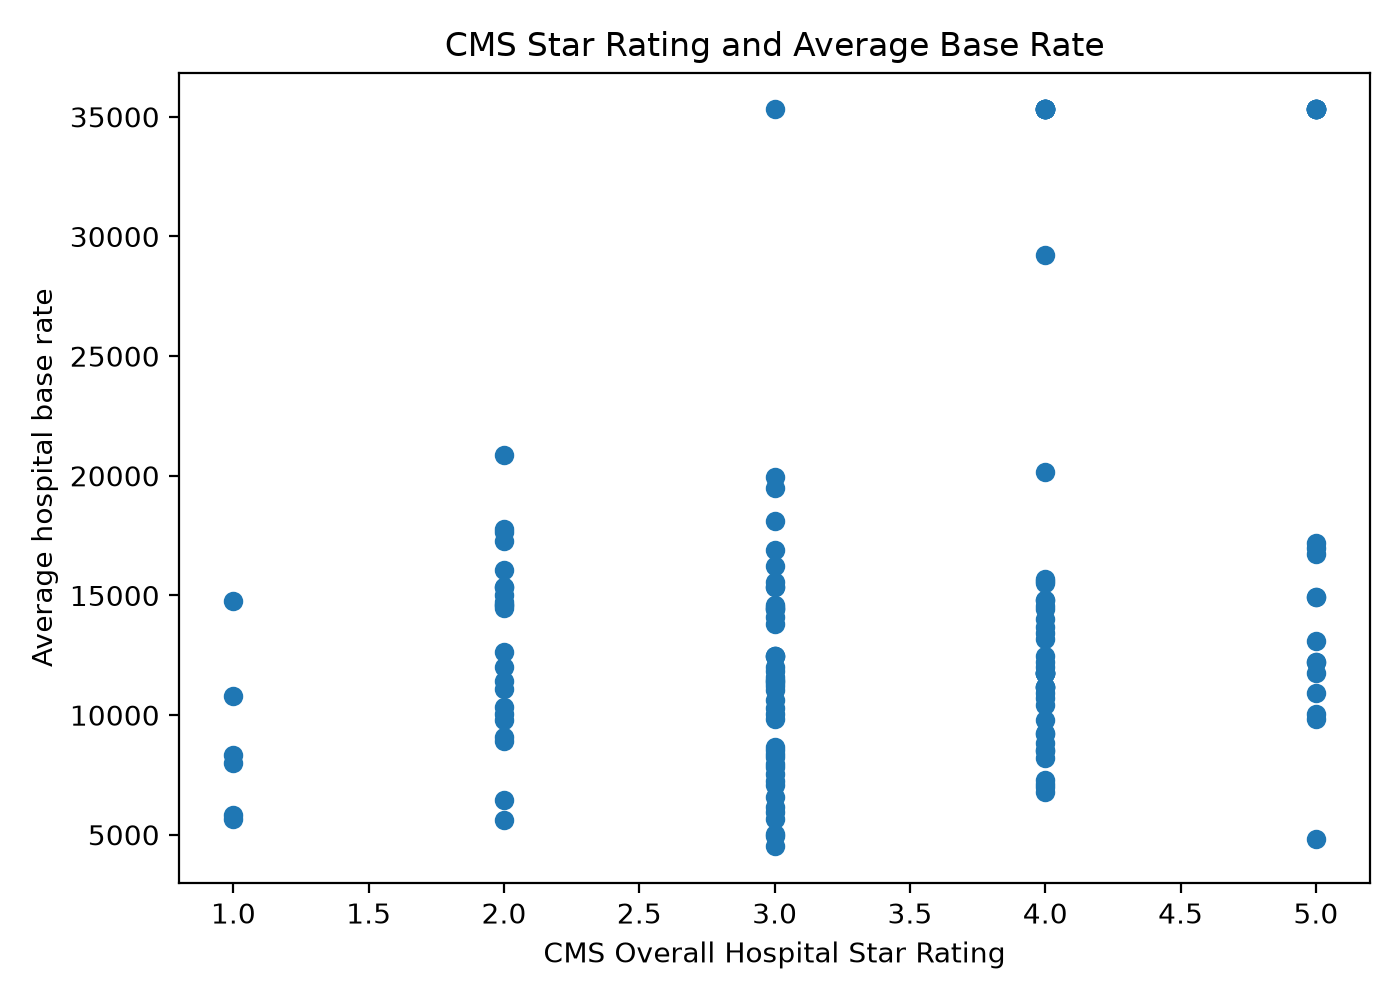 CMS Star Rating and Average Base Rate
Average hospital base rate
35000
30000
25000
20000
15000
10000
5000
1.0 1.5 2.0 2.5 3.0 3.5 4.0 4.5 5.0
CMS Overall Hospital Star Rating